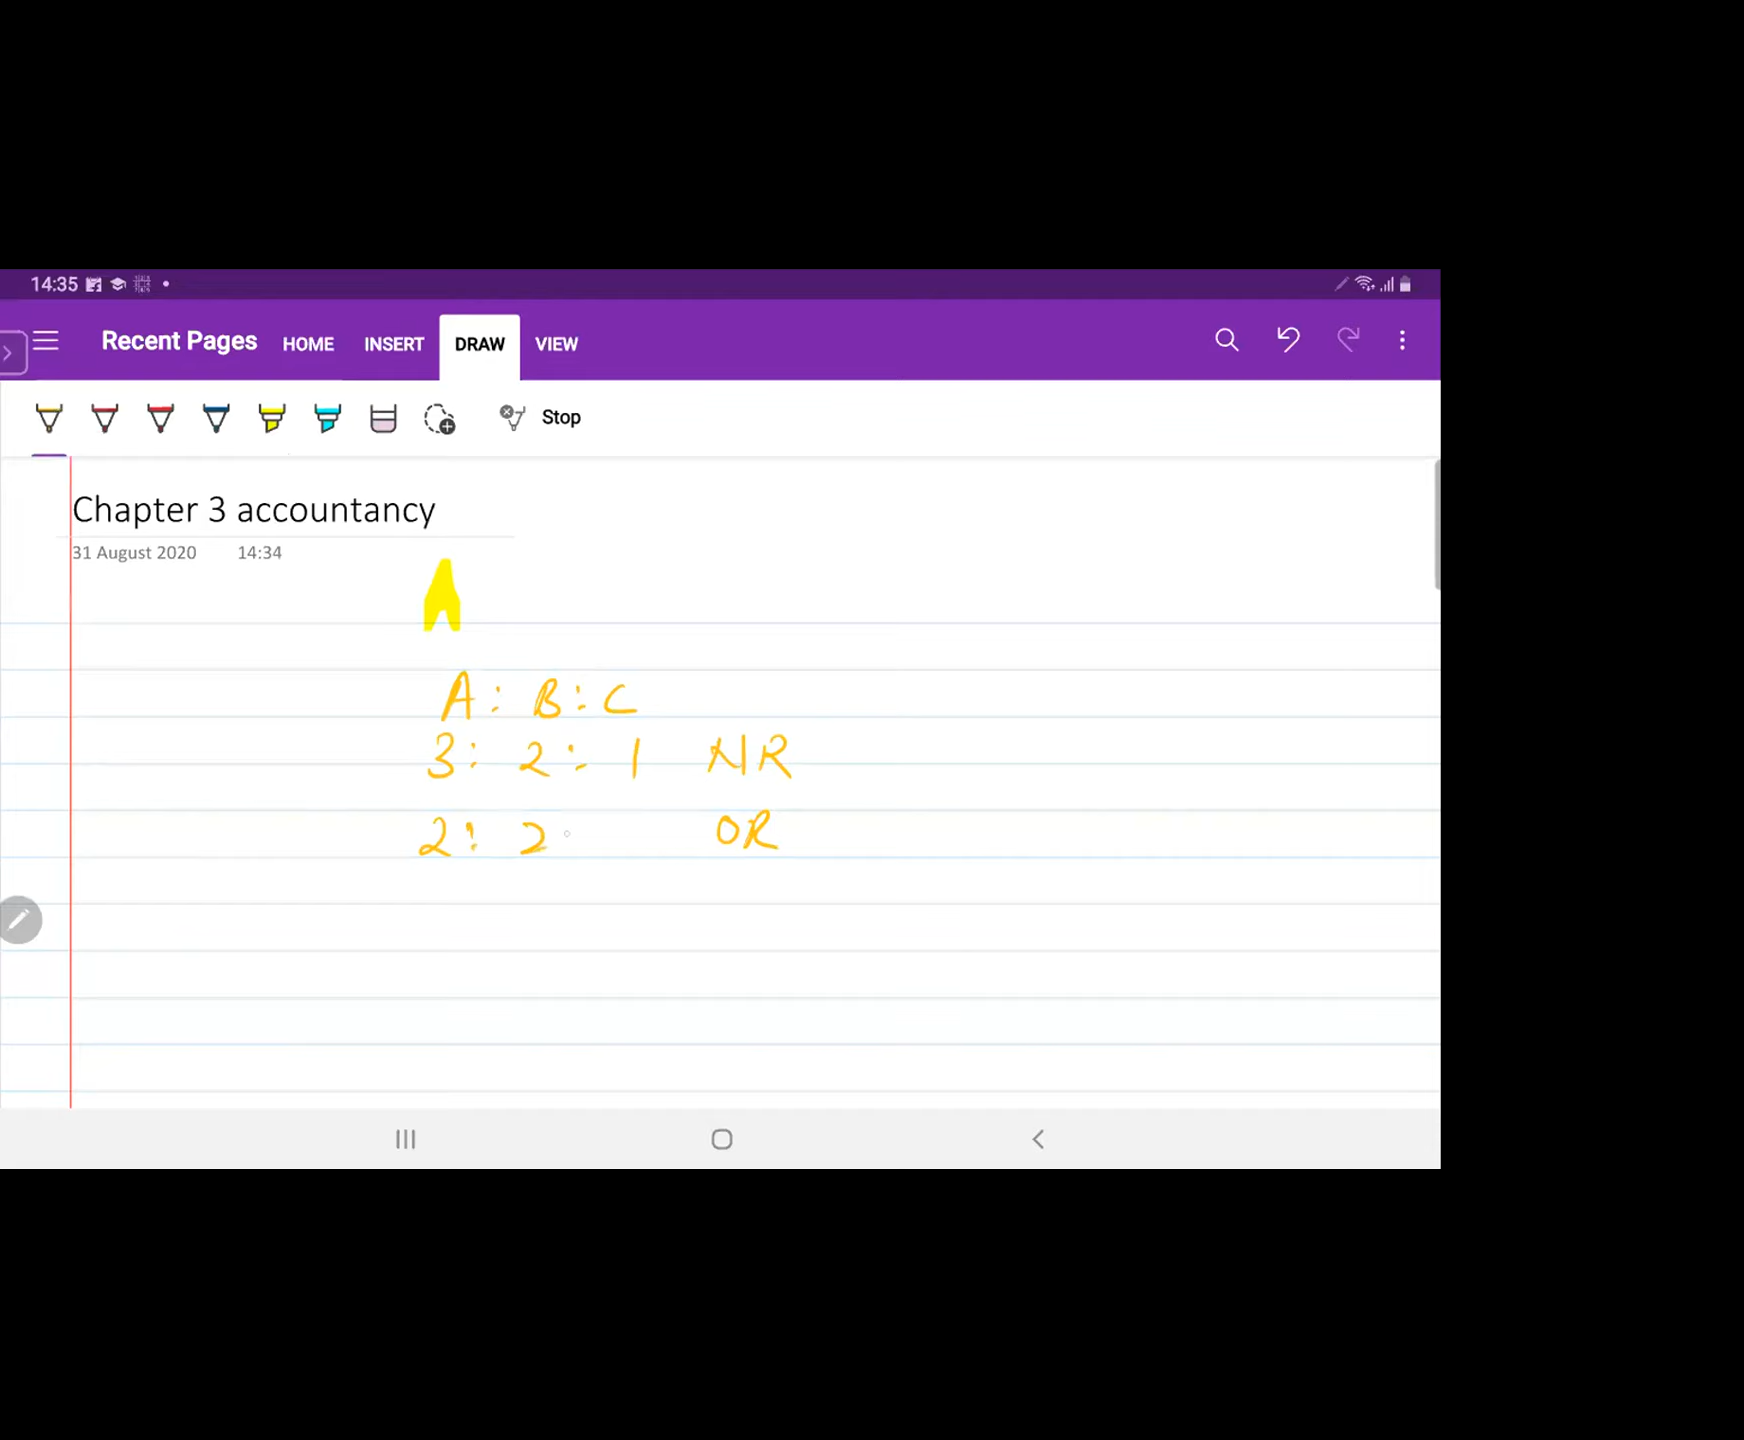 14:35
Recent Pages HOME INSERT DRAW VIEW
Stop
Chapter 3 accountancy
31 August 2020 14:34
A
A : B : C
3 : 2 : 1 NR
2 : 2 OR